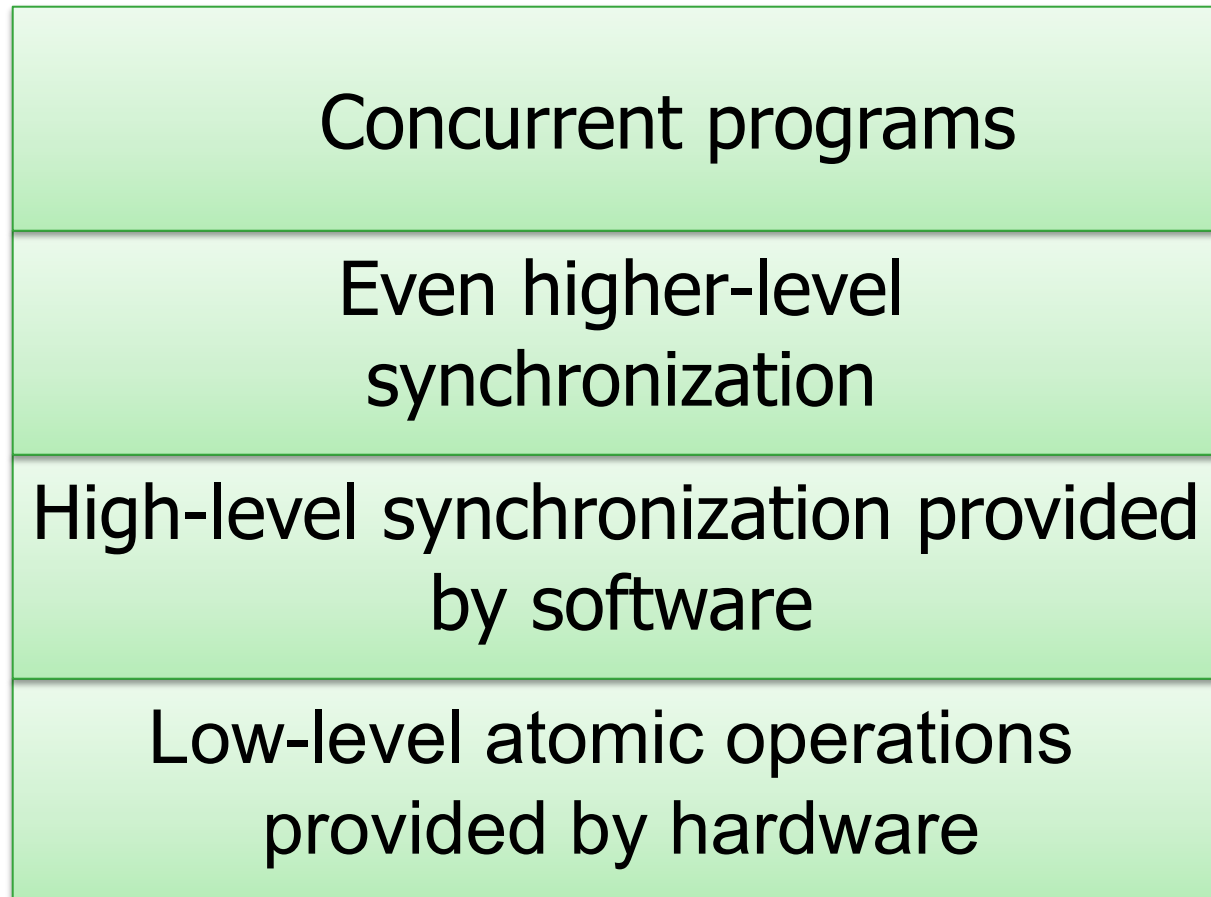 Concurrent programs
Even higher-level
synchronization
High-level synchronization provided
by software
Low-level atomic operations
provided by hardware